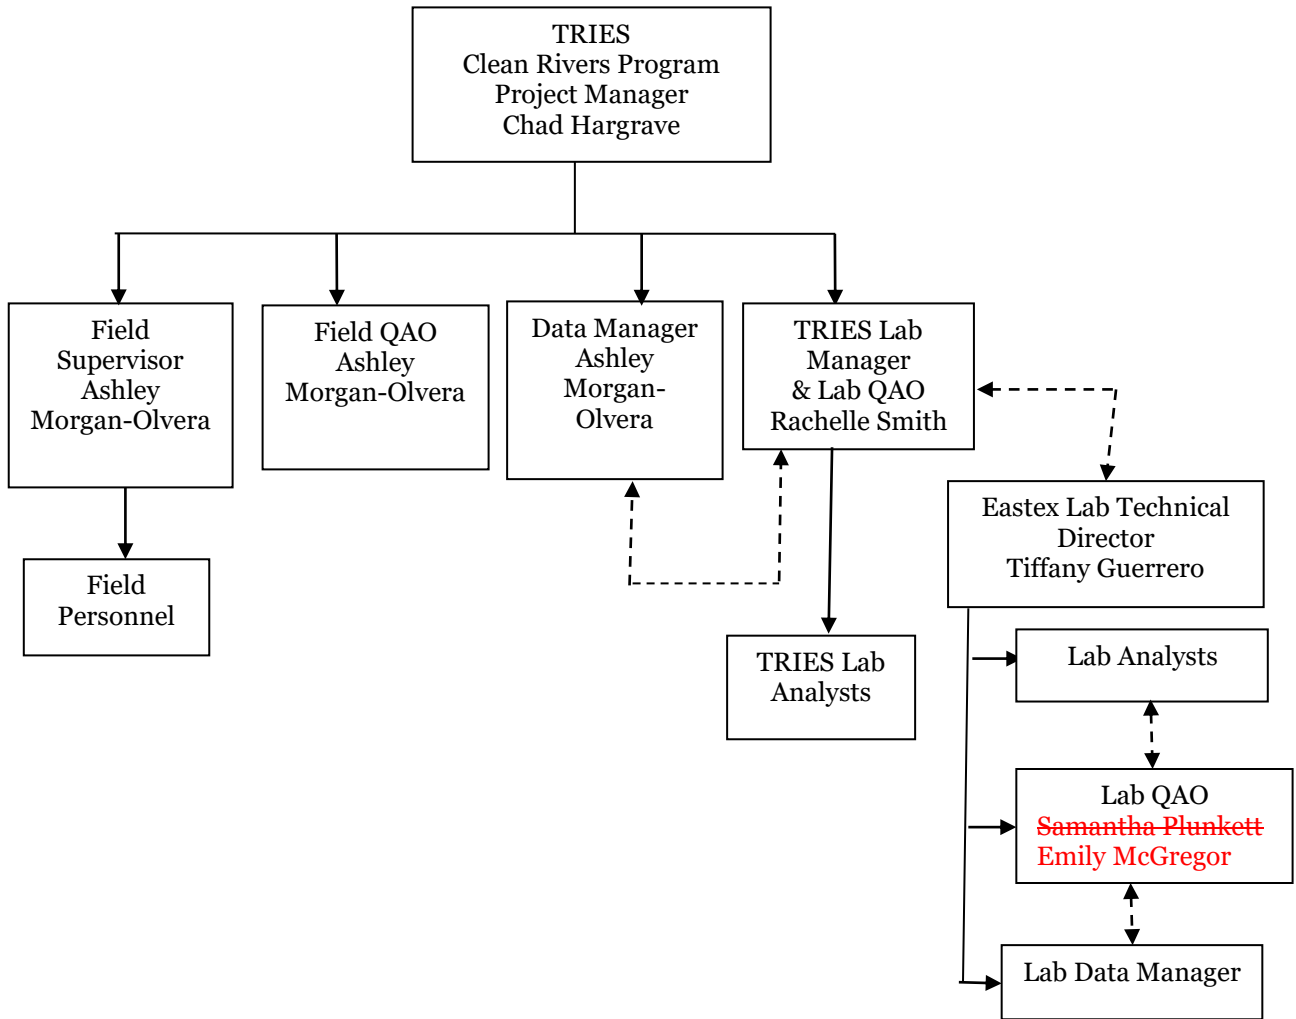 TRIES
Clean Rivers Program
Project Manager
Chad Hargrave
Field
Supervisor
Ashley
Morgan-Olvera
Field QAO
Ashley
Morgan-Olvera
Data Manager
Ashley
Morgan-
Olvera
TRIES Lab
Manager
& Lab QAO
Rachelle Smith
Field
Personnel
TRIES Lab
Analysts
Eastex Lab Technical
Director
Tiffany Guerrero
Lab Analysts
Lab QAO
Samantha Plunkett
Emily McGregor
Lab Data Manager